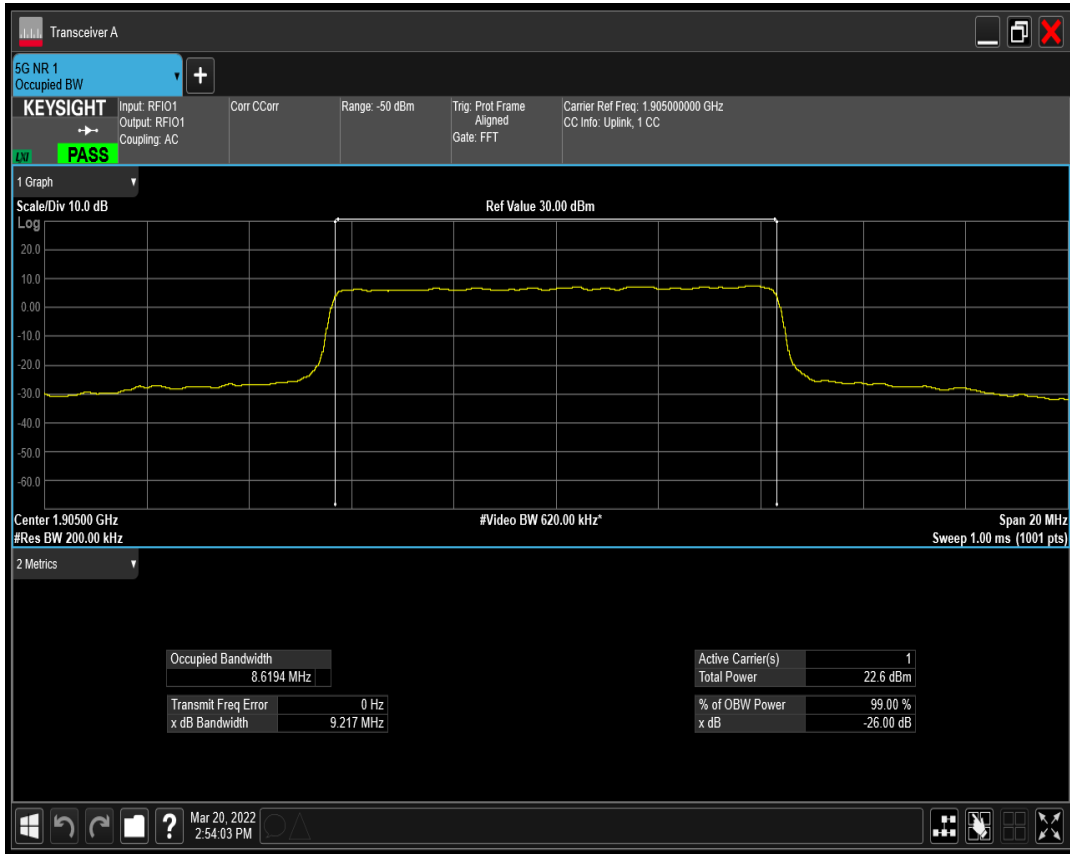 Transceiver A
5G NR 1
Occupied BW
+
KEYSIGHT
LXI
PASS
Input: RFIO1
Output: RFIO1
Coupling: AC
Corr CCorr
Range: -50 dBm
Trig: Prot Frame
Aligned
Gate: FFT
Carrier Ref Freq: 1.905000000 GHz
CC Info: Uplink, 1 CC
1 Graph
Scale/Div 10.0 dB
Ref Value 30.00 dBm
Log
20.0
10.0
0.00
-10.0
-20.0
-30.0
-40.0
-50.0
-60.0
Center 1.90500 GHz
#Video BW 620.00 kHz*
Span 20 MHz
#Res BW 200.00 kHz
Sweep 1.00 ms (1001 pts)
2 Metrics
Occupied Bandwidth
8.6194 MHz
Transmit Freq Error 0 Hz
x dB Bandwidth 9.217 MHz
Active Carrier(s) 1
Total Power 22.6 dBm
% of OBW Power 99.00 %
x dB -26.00 dB
?
Mar 20, 2022
2:54:03 PM